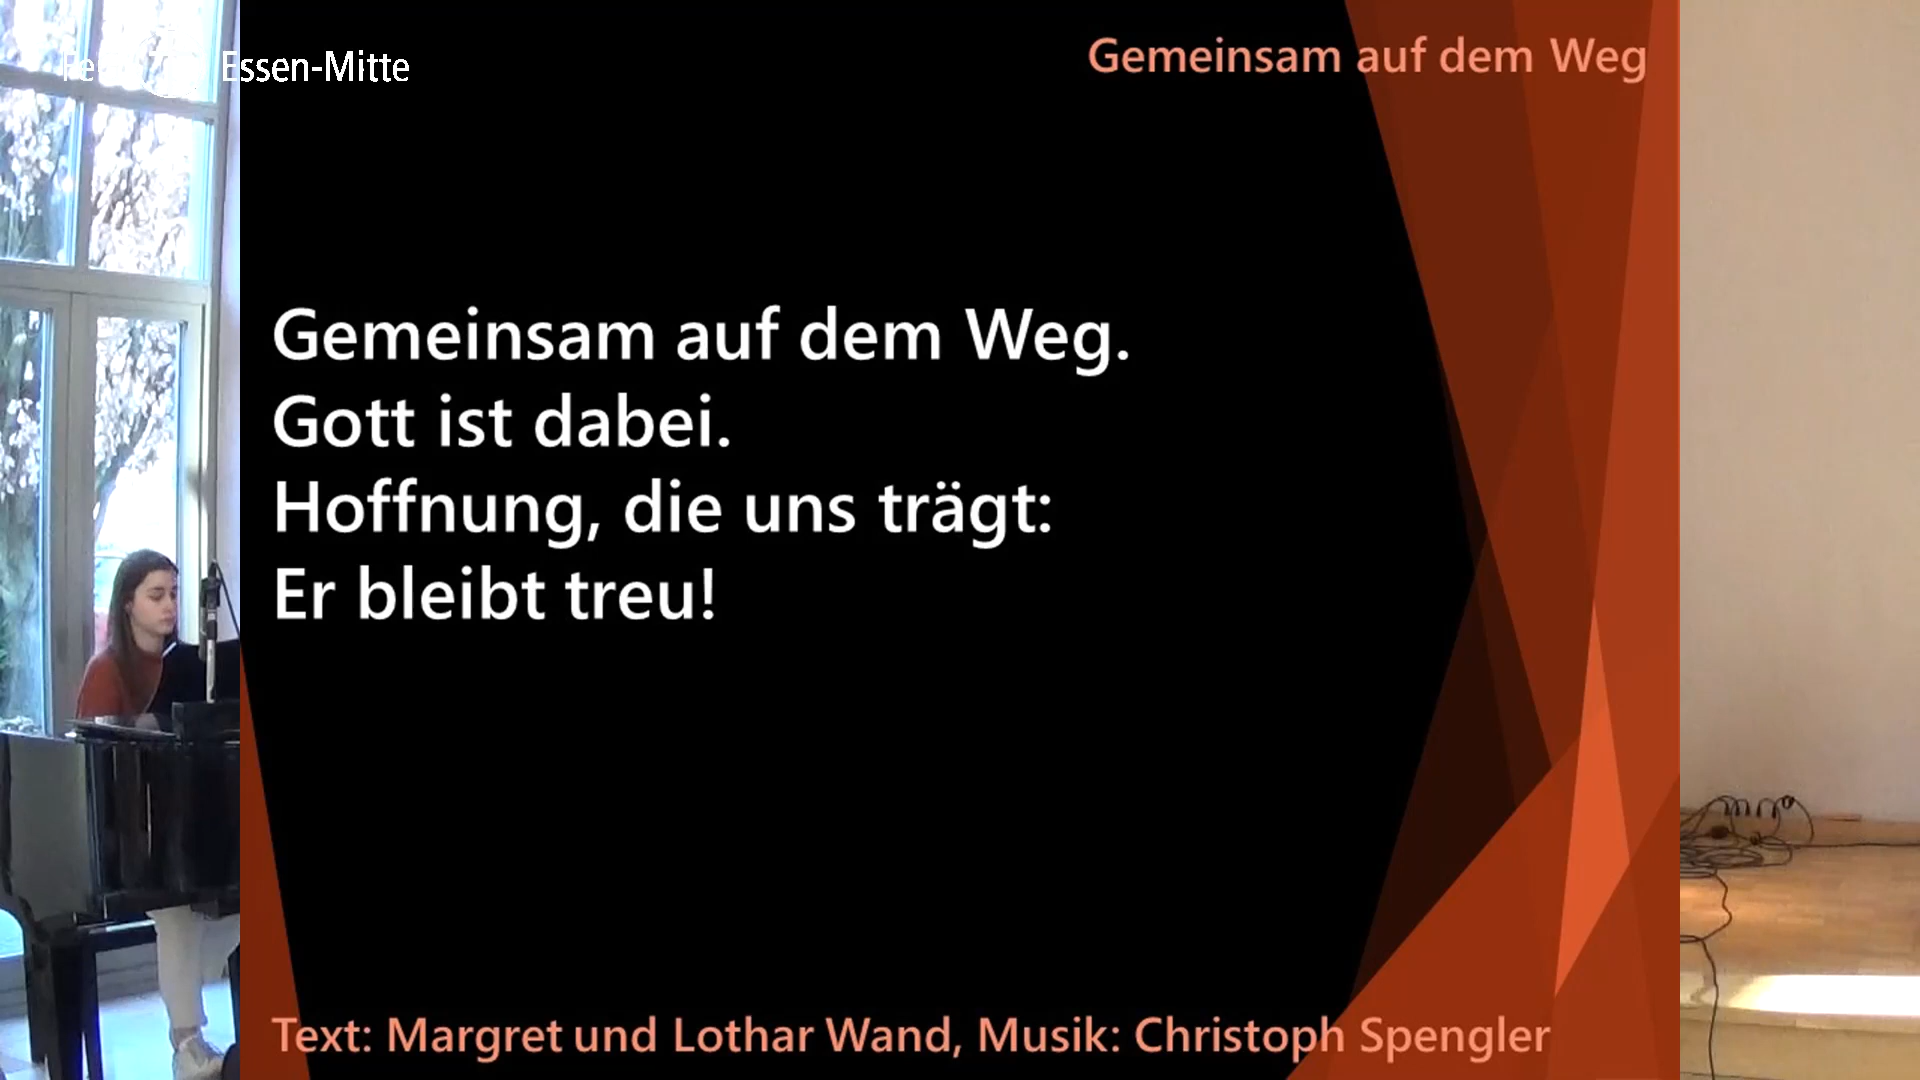 Essen-Mitte
Gemeinsam auf dem Weg
Gemeinsam auf dem Weg.
Gott ist dabei.
Hoffnung, die uns trägt:
Er bleibt treu!
Text: Margret und Lothar Wand, Musik: Christoph Spengler